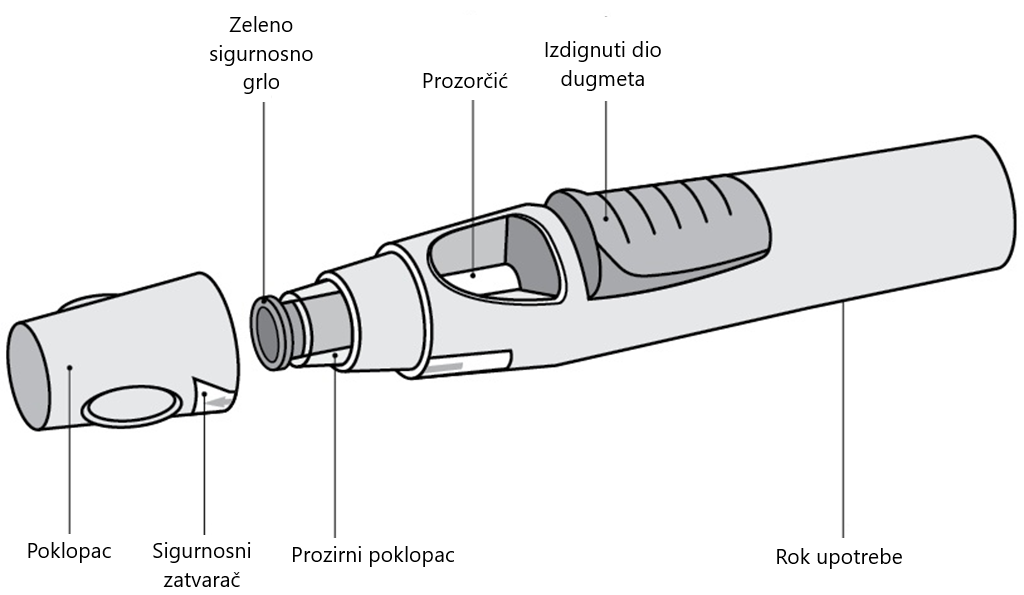 Zeleno
sigurnosno
grlo
Prozorčić
Izdignuti dio
dugmeta
Poklopac
Sigurnosni
zatvarač
Prozirni poklopac
Rok upotrebe